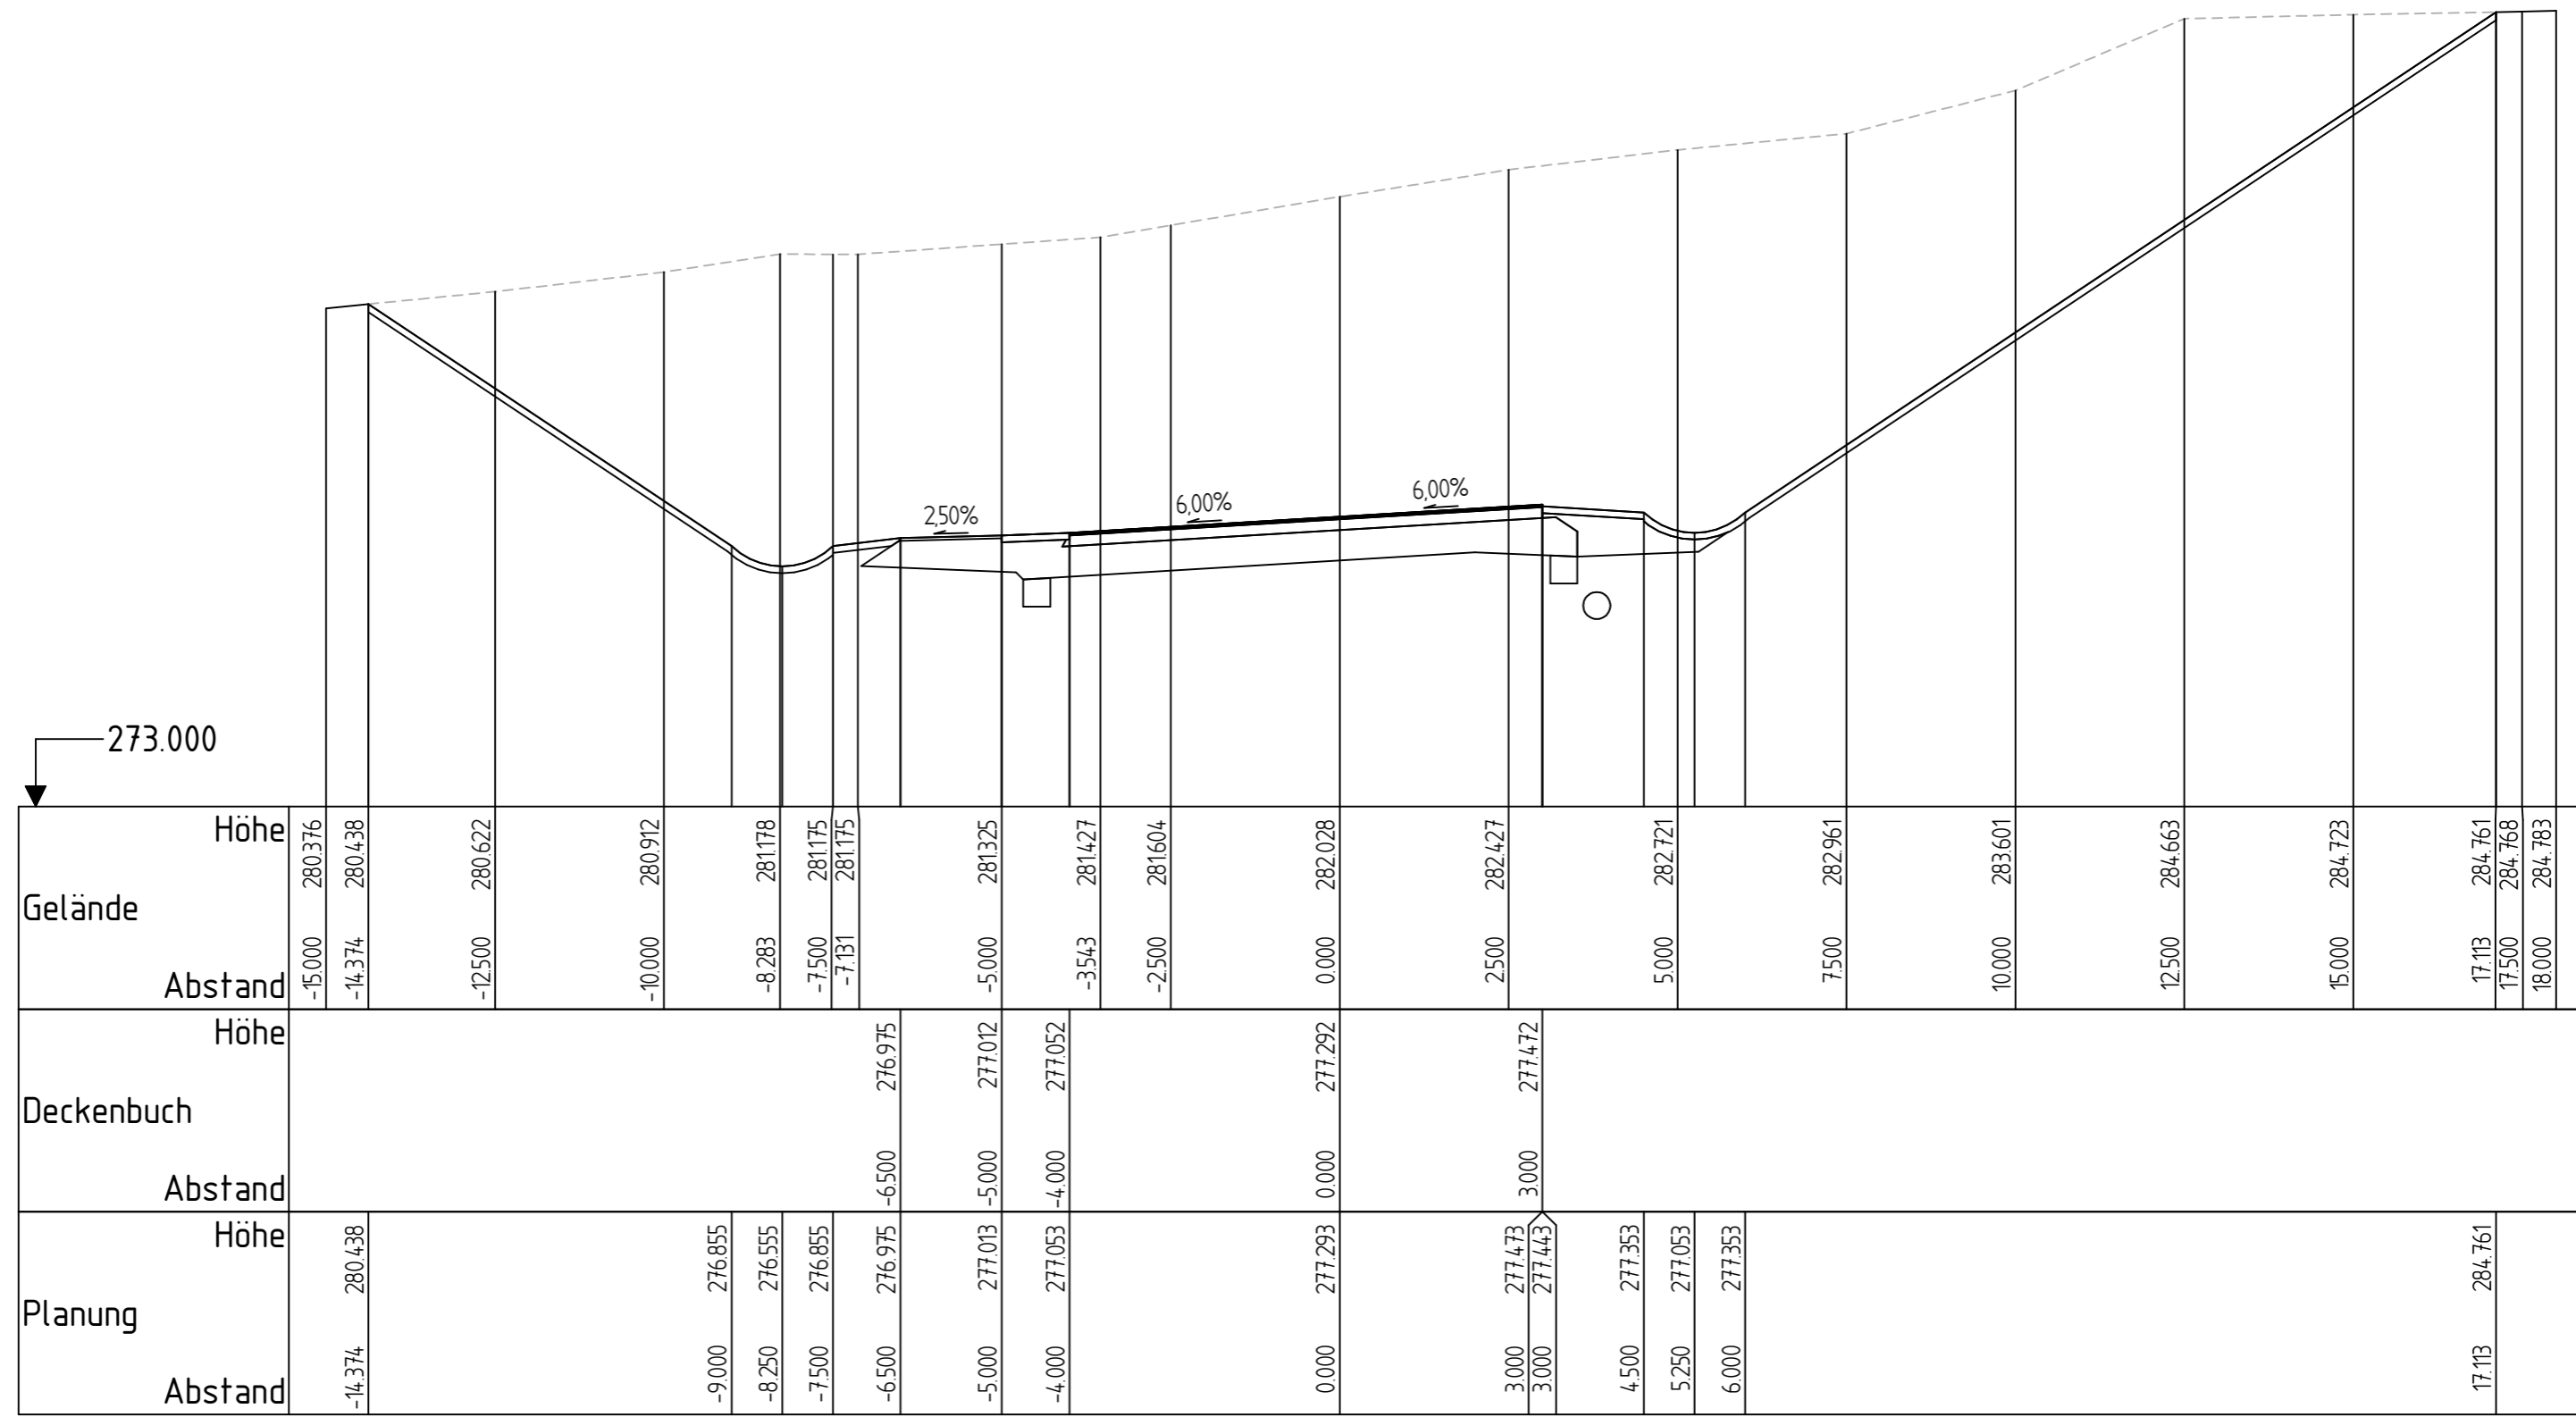 2,50%
6,00%
6,00%
273.000
Höhe
280.376 280.438 280.622 280.912 281.178 281.175 281.175 281.325 281.427 281.604 282.028 282.427 282.721 282.961 283.601 284.663 284.723 284.761 284.768 284.783
Gelände
Abstand
-15.000 -14.374 -12.500 -10.000 -8.283 -7.500 -7.131 -5.000 -3.543 -2.500 0.000 2.500 5.000 7.500 10.000 12.500 15.000 17.113 17.500 18.000
Höhe
276.975 277.012 277.052 277.292 277.472
Deckenbuch
Abstand
-6.500 -5.000 -4.000 0.000 3.000
Höhe
280.438 276.855 276.555 276.855 276.975 277.013 277.053 277.293 277.473 277.443 277.353 277.053 277.353 284.761
Planung
Abstand
-14.374 -9.000 -8.250 -7.500 -6.500 -5.000 -4.000 0.000 3.000 3.000 4.500 5.250 6.000 17.113